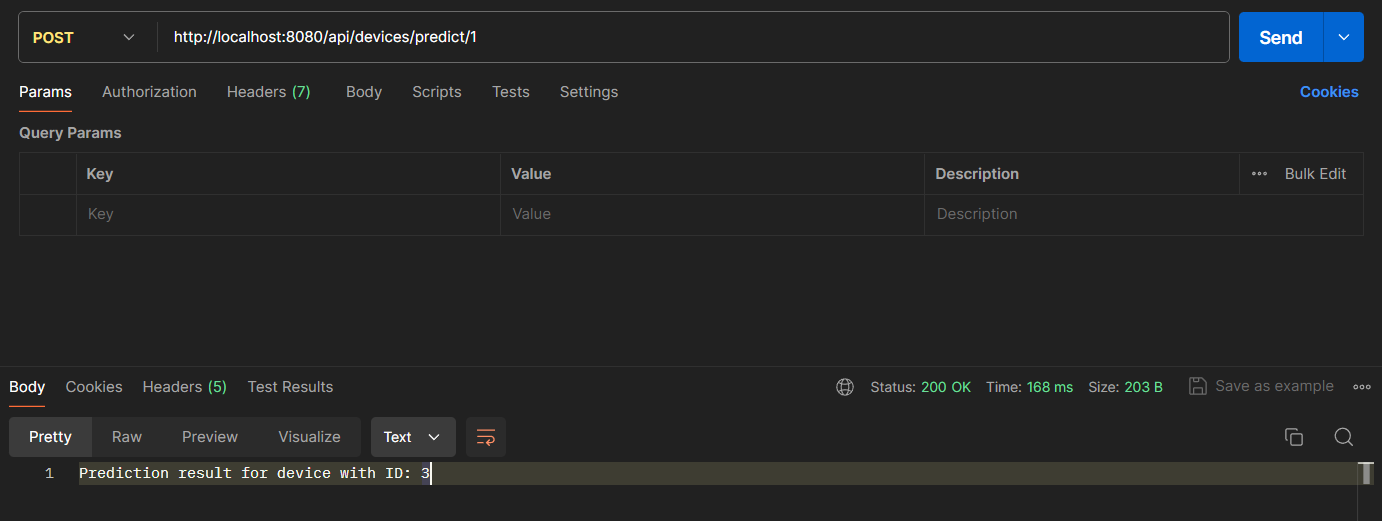 POST http://localhost:8080/api/devices/predict/1 Send
Params Authorization Headers (7) Body Scripts Tests Settings Cookies
Query Params
Key Value Description Bulk Edit
Key Value Description
Body Cookies Headers (5) Test Results Status: 200 OK Time: 168 ms Size: 203 B Save as example
Pretty Raw Preview Visualize Text
1 Prediction result for device with ID: 3